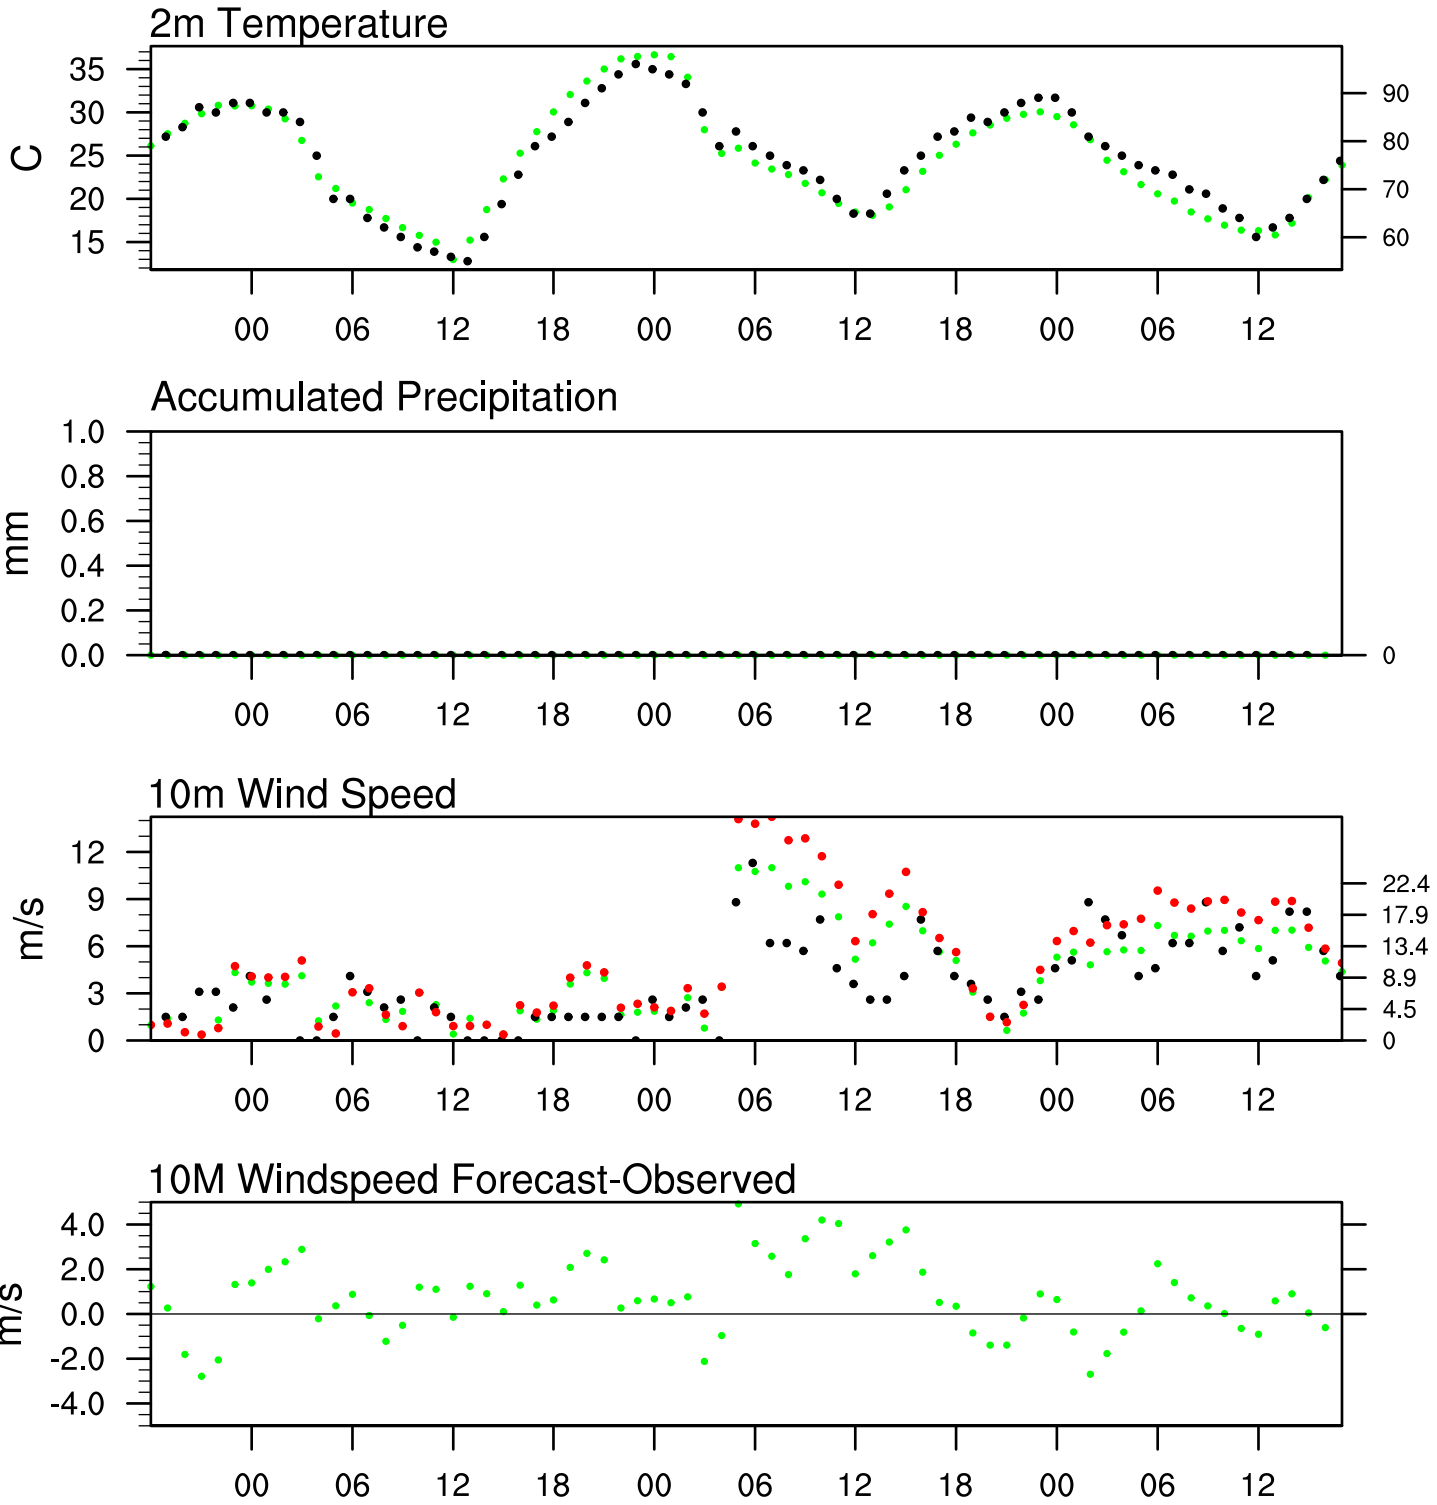 2m Temperature
35
30
25
20
15
C
90
80
70
60
00 06 12 18 00 06 12 18 00 06 12
Accumulated Precipitation
1.0
0.8
0.6
0.4
0.2
0.0
mm
0
00 06 12 18 00 06 12 18 00 06 12
10m Wind Speed
12
9
6
3
0
m/s
22.4
17.9
13.4
8.9
4.5
0
00 06 12 18 00 06 12 18 00 06 12
10M Windspeed Forecast-Observed
4.0
2.0
0.0
-2.0
-4.0
m/s
00 06 12 18 00 06 12 18 00 06 12